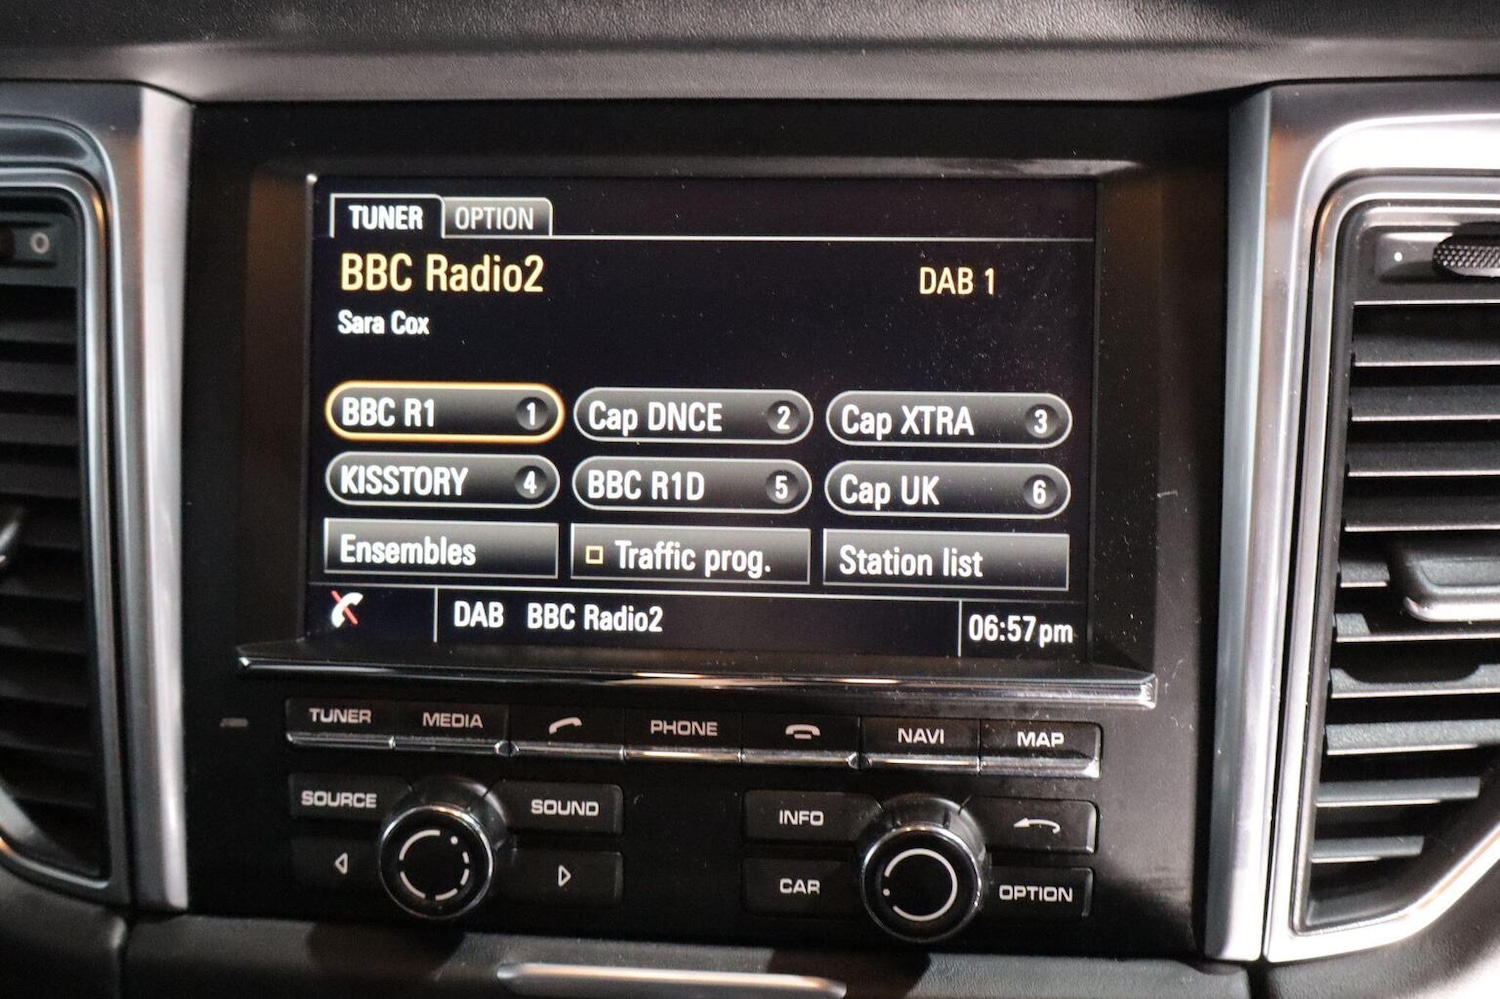 TUNER OPTION
BBC Radio2 DAB 1
Sara Cox
BBC R1 1 Cap DNCE 2 Cap XTRA 3
KISSTORY 4 BBC R1D 5 Cap UK 6
Ensembles Traffic prog. Station list
DAB BBC Radio2 06:57pm
TUNER MEDIA PHONE NAVI MAP
SOURCE SOUND INFO
CAR OPTION